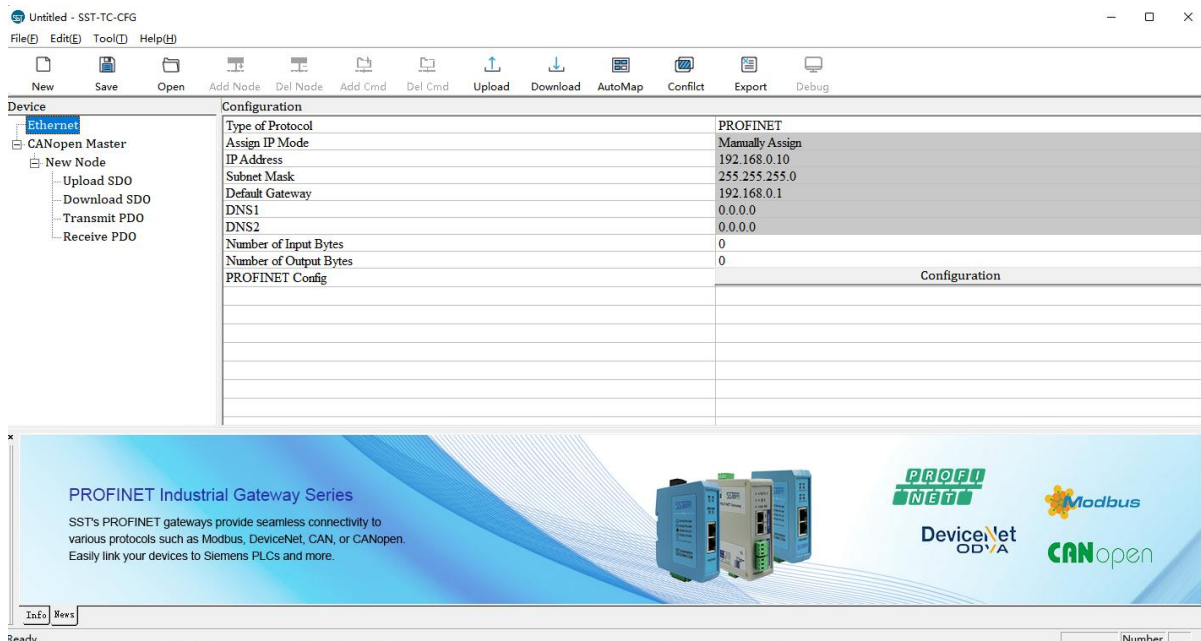 Untitled - SST-TC-CFG
File(F) Edit(E) Tool(T) Help(H)
New Save Open Add Node Del Node Add Cmd Del Cmd Upload Download AutoMap Conflict Export Debug
Device
Ethernet
CANopen Master
New Node
Upload SDO
Download SDO
Transmit PDO
Receive PDO
Configuration
Type of Protocol PROFINET
Assign IP Mode Manually Assign
IP Address 192.168.0.10
Subnet Mask 255.255.255.0
Default Gateway 192.168.0.1
DNS1 0.0.0.0
DNS2 0.0.0.0
Number of Input Bytes 0
Number of Output Bytes 0
PROFINET Config Configuration
PROFINET Industrial Gateway Series
SST's PROFINET gateways provide seamless connectivity to
various protocols such as Modbus, DeviceNet, CAN, or CANopen.
Easily link your devices to Siemens PLCs and more.
PROFI
NET
Modbus
DeviceNet
ODVA
CANopen
Info News
Ready Number